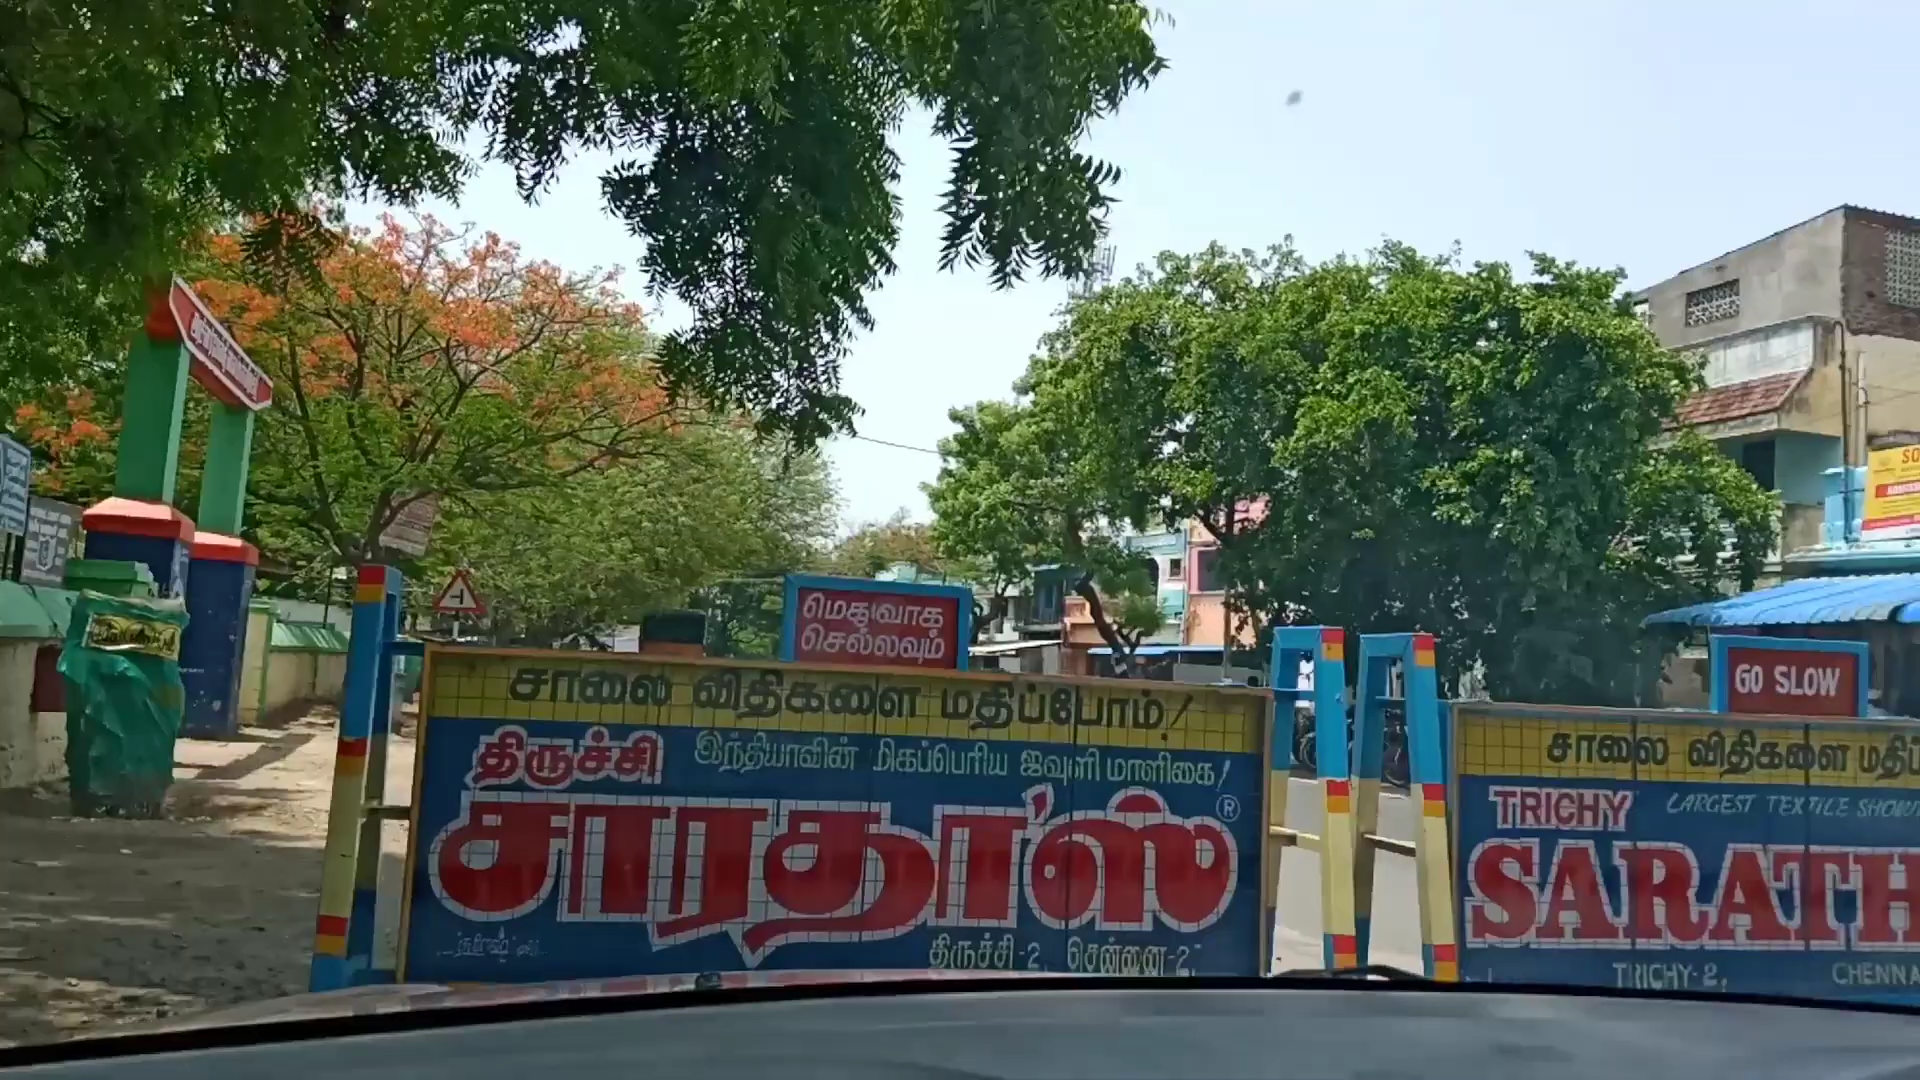 மெதுவாக
செல்லவும்
சாலை விதிகளை மதிப்போம்!
திருச்சி இந்தியாவின் மிகப்பெரிய ஜவுளி மாளிகை!
சாரதா'ஸ் ®
திருச்சி-2, சென்னை-2,
GO SLOW
சாலை விதிகளை மதிப்
TRICHY LARGEST TEXTILE SHOW
SARATH
TRICHY-2, CHENNA
SO